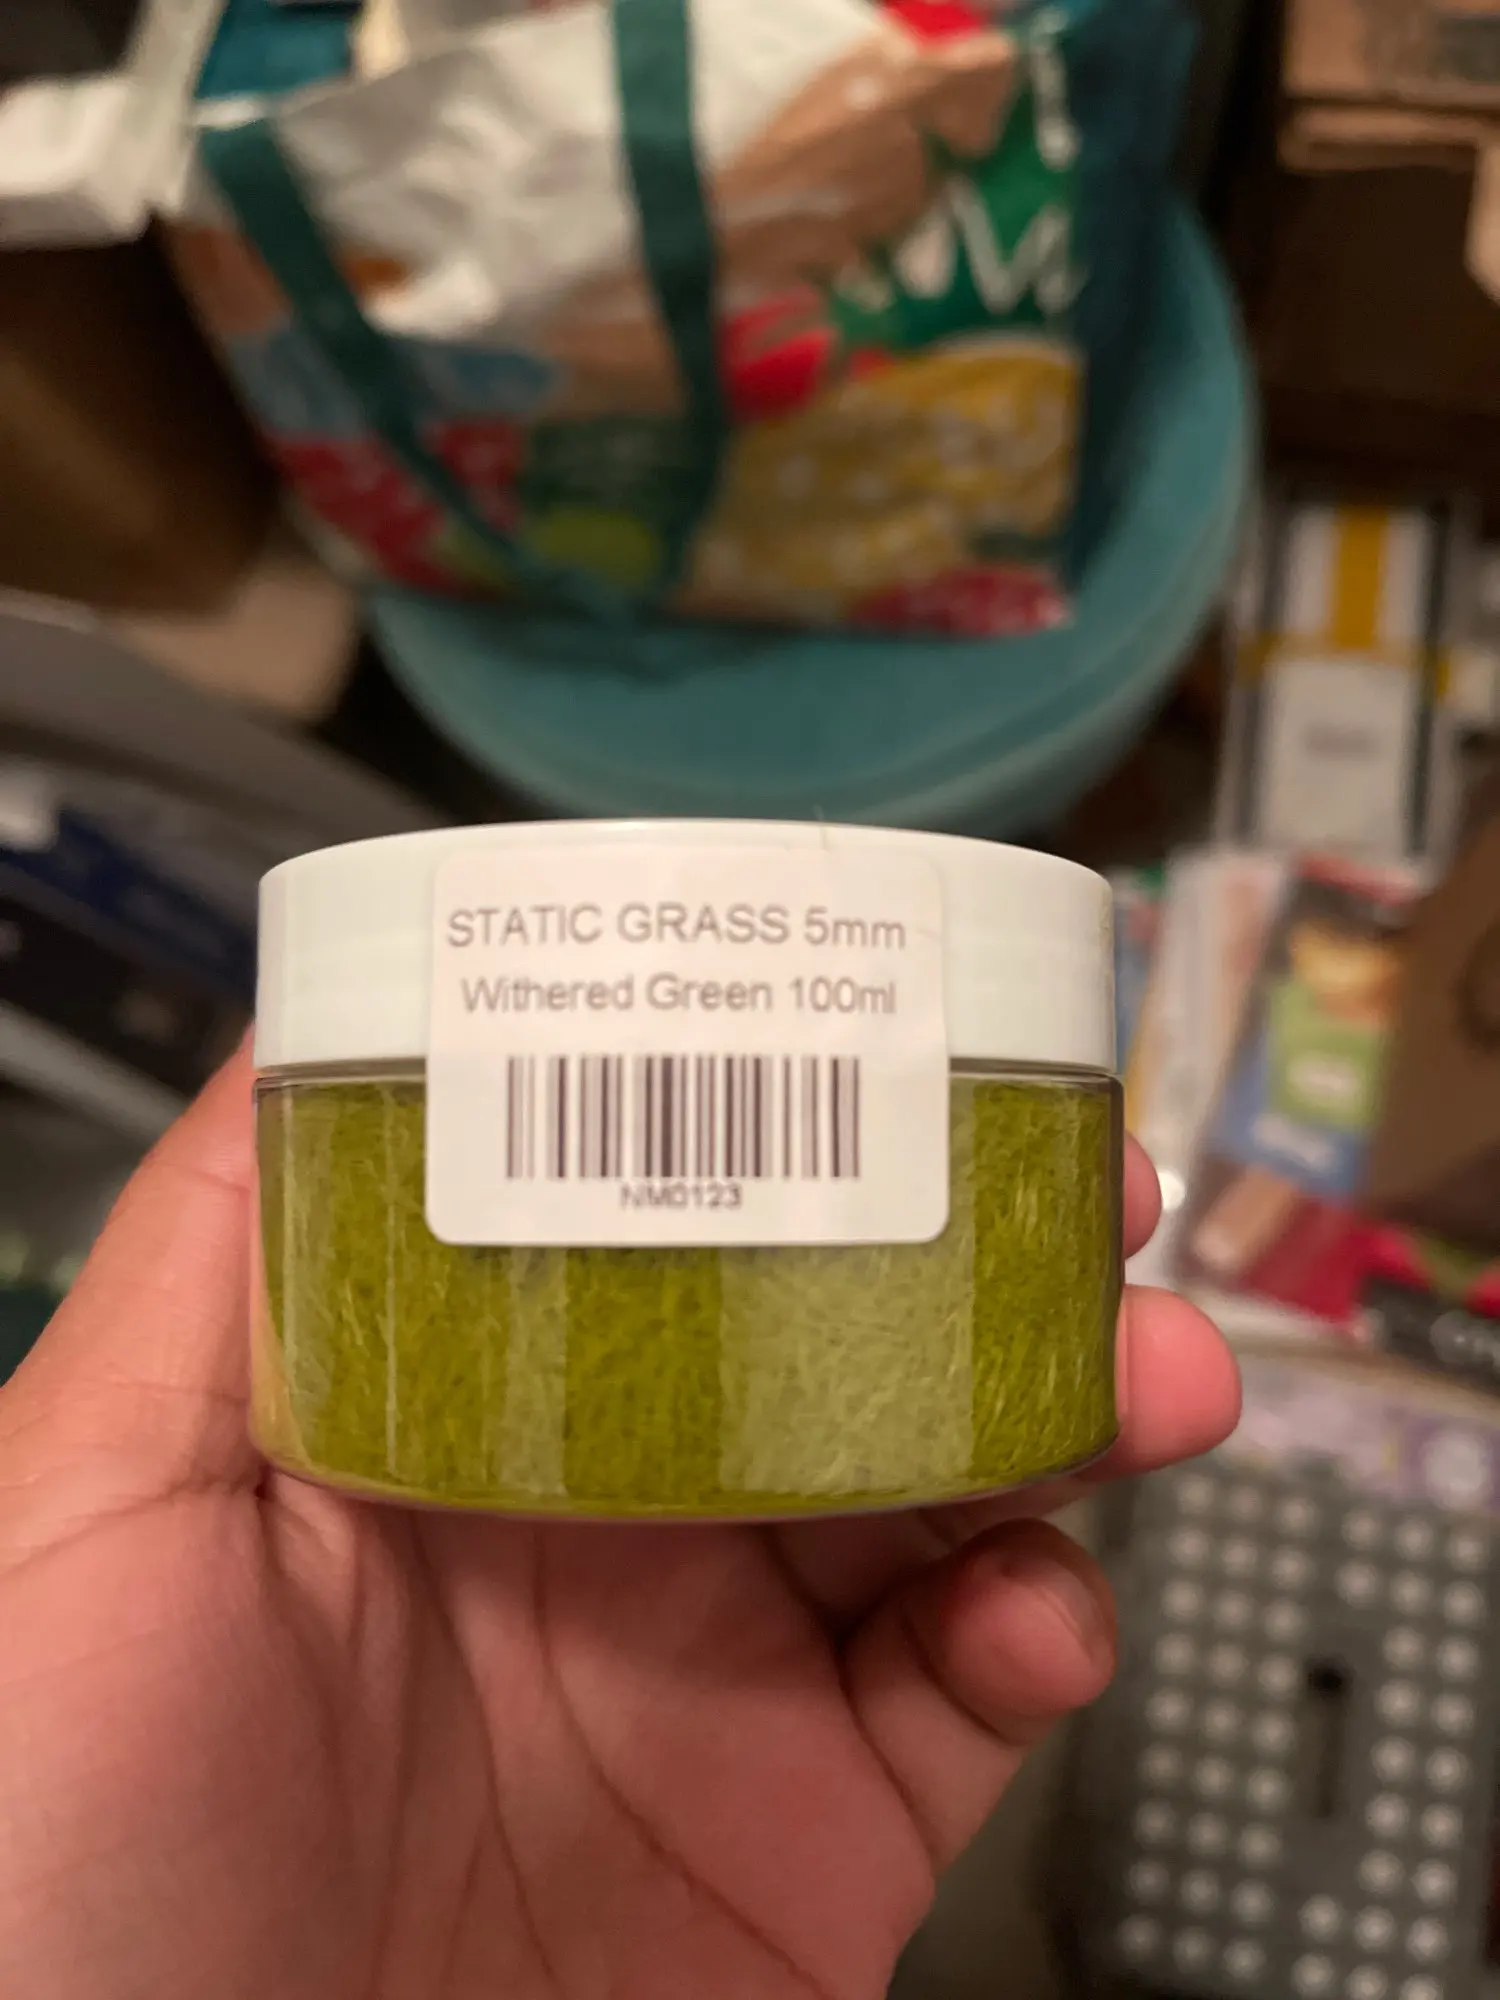 STATIC GRASS 5mm
Withered Green 100ml
NM0123